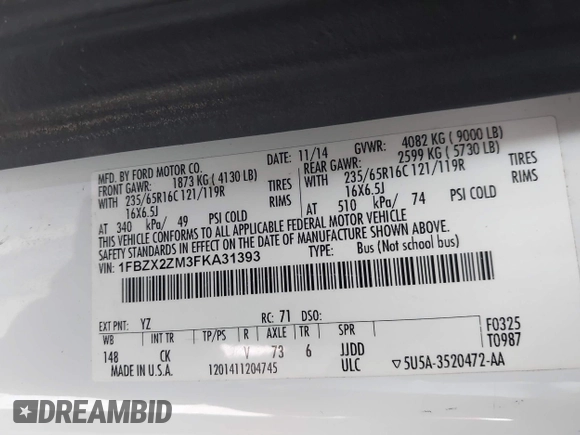 MFD. BY FORD MOTOR CO.
DATE: 11/14 GVWR: 4082 KG ( 9000 LB)
FRONT GAWR: 1873 KG ( 4130 LB) REAR GAWR: 2599 KG ( 5730 LB)
WITH 235/65R16C 121/119R TIRES WITH 235/65R16C 121/119R TIRES
16X6.5J RIMS 16X6.5J RIMS
AT 340 kPa/ 49 PSI COLD AT 510 kPa/ 74 PSI COLD
THIS VEHICLE CONFORMS TO ALL APPLICABLE FEDERAL MOTOR VEHICLE
SAFETY STANDARDS IN EFFECT ON THE DATE OF MANUFACTURE SHOWN ABOVE.
VIN: 1FBZX2ZM3FKA31393 TYPE: Bus (Not school bus)
EXT PNT: YZ RC: 71 DSO: F0325
WB INT TR TP/PS R AXLE TR SPR T0987
148 CK V 73 6 JJDD
MADE IN U.S.A. 1201411204745 ULC ▽5U5A-3520472-AA
DREAMBID